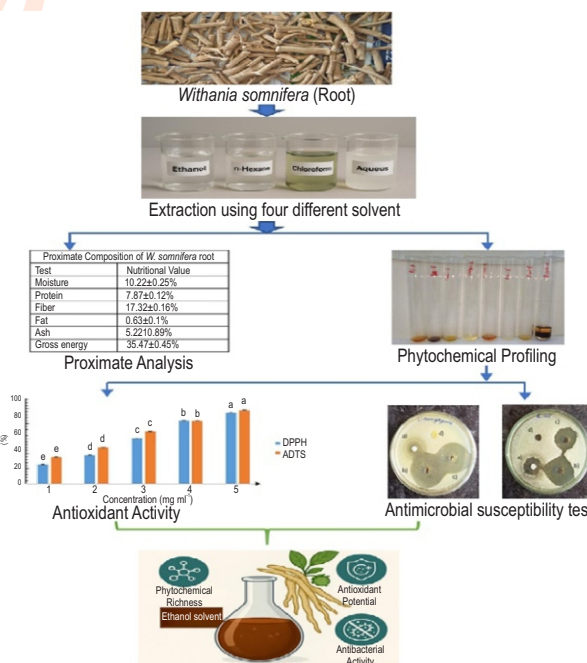 Withania somnifera (Root)
Ethanol
n-Hexane
Chloroform
Aqueus
Extraction using four different solvent
Proximate Composition of W. somnifera root
Test Nutritional Value
Moisture 10.22±0.25%
Protein 7.87±0.12%
Fiber 17.32±0.16%
Fat 0.63±0.1%
Ash 5.2210.89%
Gross energy 35.47±0.45%
Proximate Analysis
Phytochemical Profiling
(%)
100
80
60
40
20
0
e e
d d
c c
b b
a a
1 2 3 4 5
Concentration (mg ml-1)
DPPH
ADTS
Antioxidant Activity
Antimicrobial susceptibility test
Phytochemical
Richness
Ethanol solvent
Antioxidant
Potential
Antibacterial
Activity